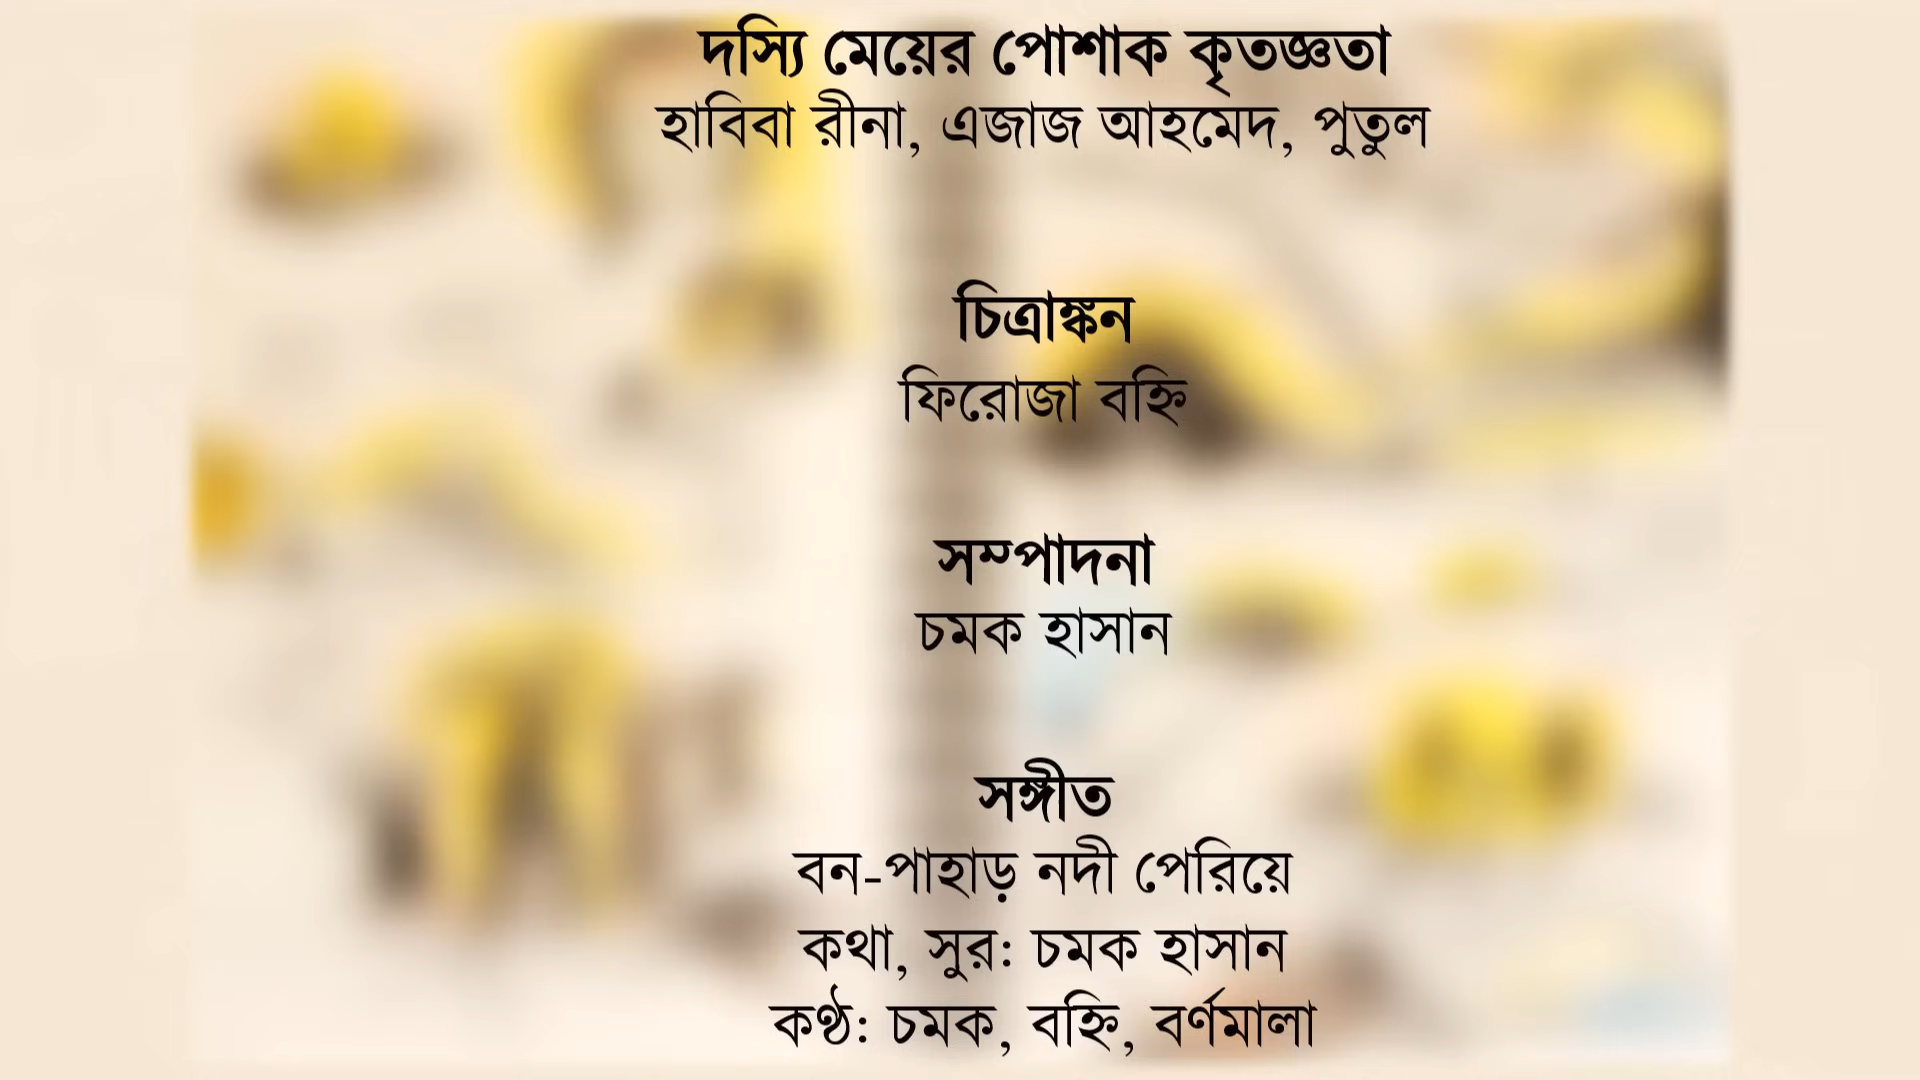 দস্যি মেয়ের পোশাক কৃতজ্ঞতা
হাবিবা রীনা, এজাজ আহমেদ, পুতুল
চিত্রাঙ্কন
ফিরোজা বহ্নি
সম্পাদনা
চমক হাসান
সঙ্গীত
বন-পাহাড় নদী পেরিয়ে
কথা, সুর: চমক হাসান
কণ্ঠ: চমক, বহ্নি, বর্ণমালা